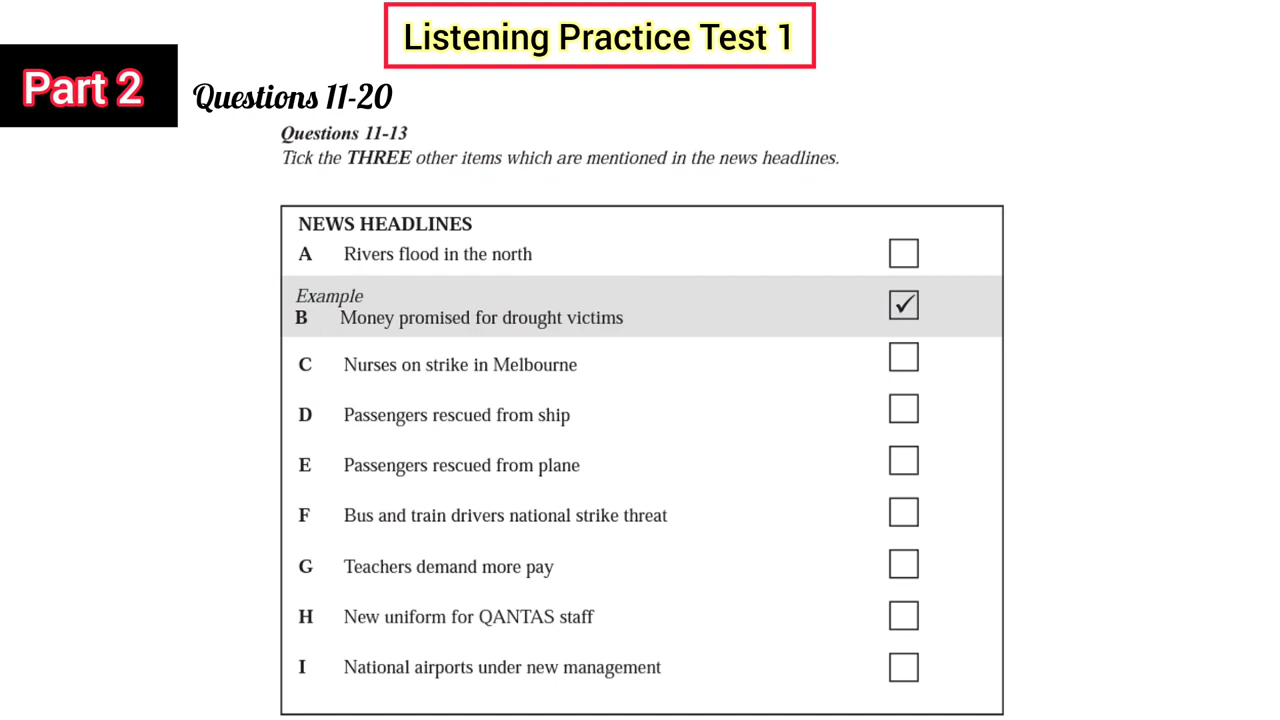 Listening Practice Test 1
Part 2
Questions 11-20
Questions 11-13
Tick the THREE other items which are mentioned in the news headlines.
NEWS HEADLINES
A Rivers flood in the north
Example
B Money promised for drought victims
C Nurses on strike in Melbourne
D Passengers rescued from ship
E Passengers rescued from plane
F Bus and train drivers national strike threat
G Teachers demand more pay
H New uniform for QANTAS staff
I National airports under new management